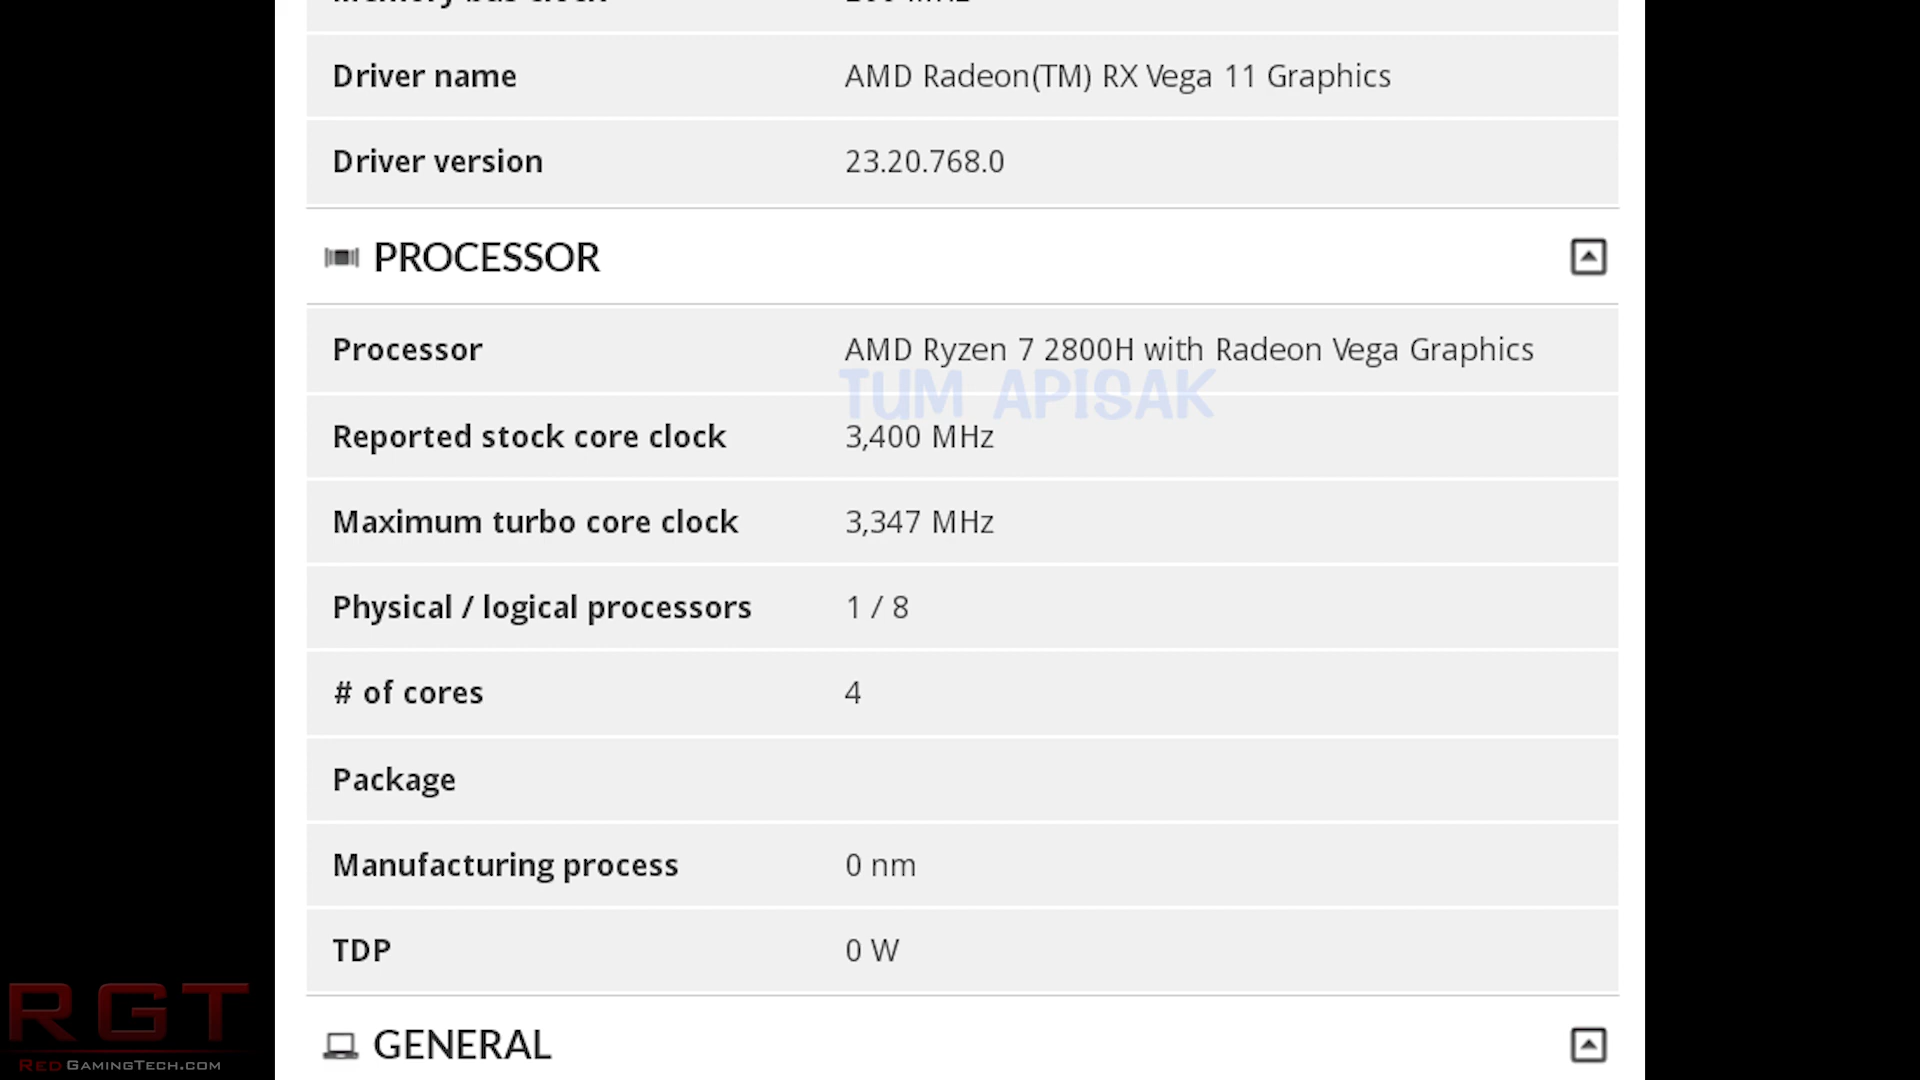 Driver name AMD Radeon(TM) RX Vega 11 Graphics
Driver version 23.20.768.0
PROCESSOR
Processor AMD Ryzen 7 2800H with Radeon Vega Graphics
TUM APISAK
Reported stock core clock 3,400 MHz
Maximum turbo core clock 3,347 MHz
Physical / logical processors 1 / 8
# of cores 4
Package
Manufacturing process 0 nm
TDP 0 W
GENERAL
RGT
REDGAMINGTECH.COM